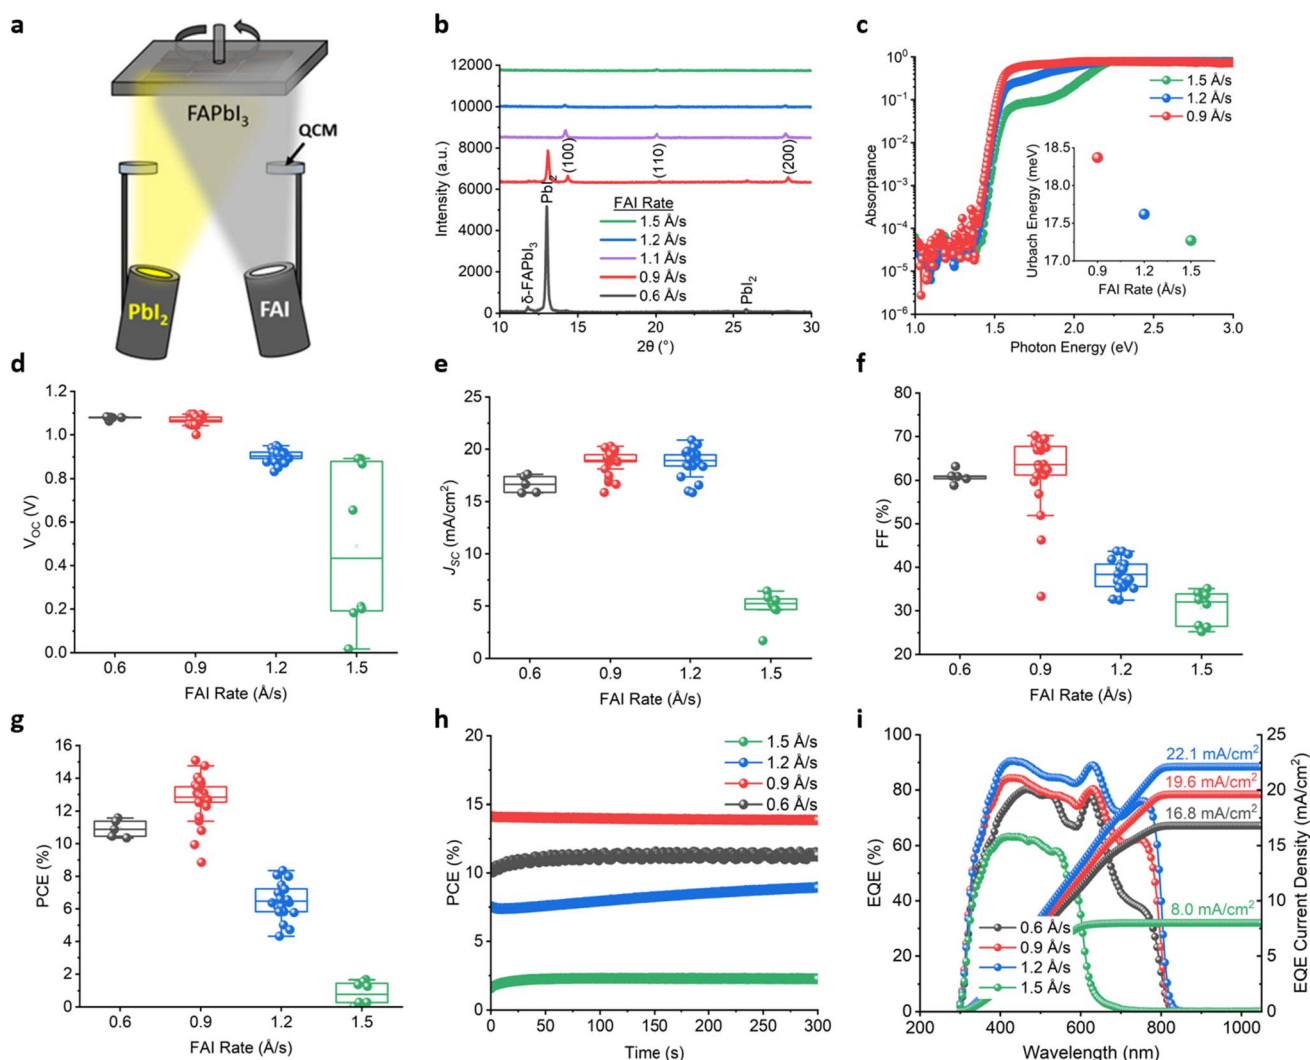 a
FAPbI3
QCM
PbI2
FAI
b
12000
10000
8000
6000
4000
2000
0
Intensity (a.u.)
δ-FAPbI3
PbI2
(100)
(110)
(200)
PbI2
FAI Rate
1.5 Å/s
1.2 Å/s
1.1 Å/s
0.9 Å/s
0.6 Å/s
10 15 20 25 30
2θ (°)
c
10^0
10^-1
10^-2
10^-3
10^-4
10^-5
10^-6
Absorptance
1.5 Å/s
1.2 Å/s
0.9 Å/s
18.5
18.0
17.5
17.0
Urbach Energy (meV)
0.9 1.2 1.5
FAI Rate (Å/s)
1.0 1.5 2.0 2.5 3.0
Photon Energy (eV)
d
1.2
1.0
0.8
0.6
0.4
0.2
0.0
VOC (V)
0.6 0.9 1.2 1.5
FAI Rate (Å/s)
e
25
20
15
10
5
0
JSC (mA/cm2)
0.6 0.9 1.2 1.5
FAI Rate (Å/s)
f
80
70
60
50
40
30
20
FF (%)
0.6 0.9 1.2 1.5
FAI Rate (Å/s)
g
16
14
12
10
8
6
4
2
0
PCE (%)
0.6 0.9 1.2 1.5
FAI Rate (Å/s)
h
20
15
10
5
0
PCE (%)
1.5 Å/s
1.2 Å/s
0.9 Å/s
0.6 Å/s
0 50 100 150 200 250 300
Time (s)
i
100
80
60
40
20
0
EQE (%)
22.1 mA/cm2
19.6 mA/cm2
16.8 mA/cm2
8.0 mA/cm2
0.6 Å/s
0.9 Å/s
1.2 Å/s
1.5 Å/s
25
20
15
10
5
0
EQE Current Density (mA/cm2)
200 400 600 800 1000
Wavelength (nm)